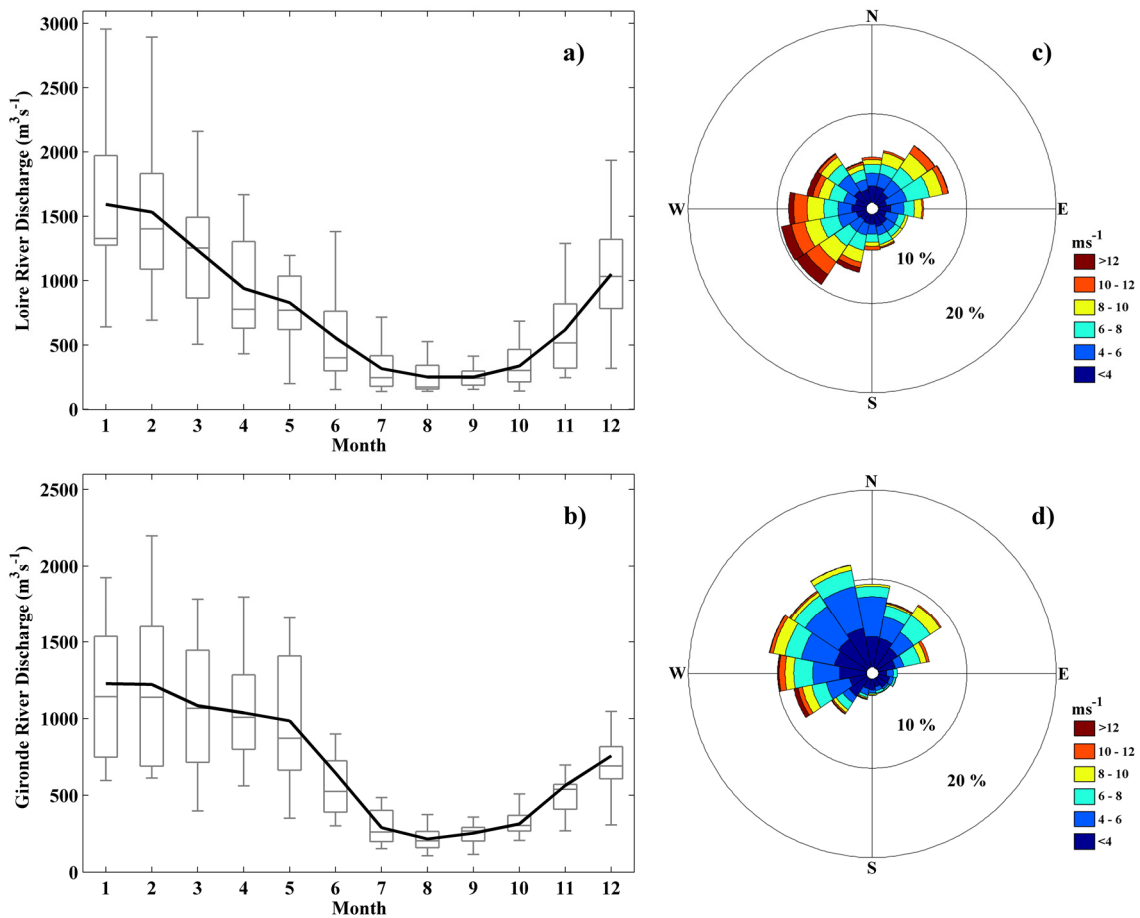 a)
Loire River Discharge (m³s⁻¹)
3000
2500
2000
1500
1000
500
0
1 2 3 4 5 6 7 8 9 10 11 12
Month
c)
N
W
E
S
10 %
20 %
ms⁻¹
>12
10 - 12
8 - 10
6 - 8
4 - 6
<4
b)
Gironde River Discharge (m³s⁻¹)
2500
2000
1500
1000
500
0
1 2 3 4 5 6 7 8 9 10 11 12
Month
d)
N
W
E
S
10 %
20 %
ms⁻¹
>12
10 - 12
8 - 10
6 - 8
4 - 6
<4